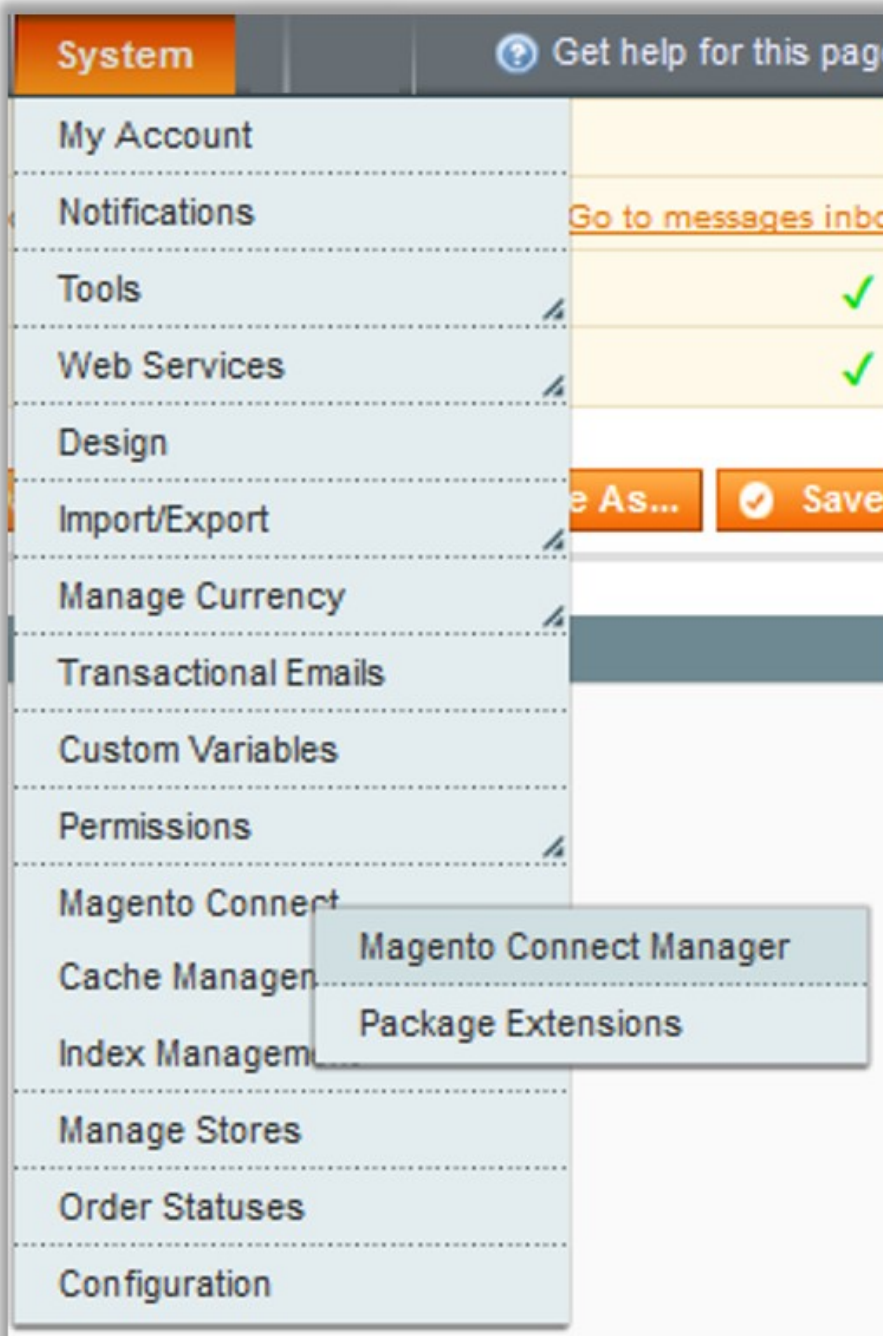 System
Get help for this pag
My Account
Notifications
Go to messages inbo
Tools
Web Services
Design
Import/Export
e As...
Save
Manage Currency
Transactional Emails
Custom Variables
Permissions
Magento Connect
Magento Connect Manager
Cache Managem
Package Extensions
Index Management
Manage Stores
Order Statuses
Configuration